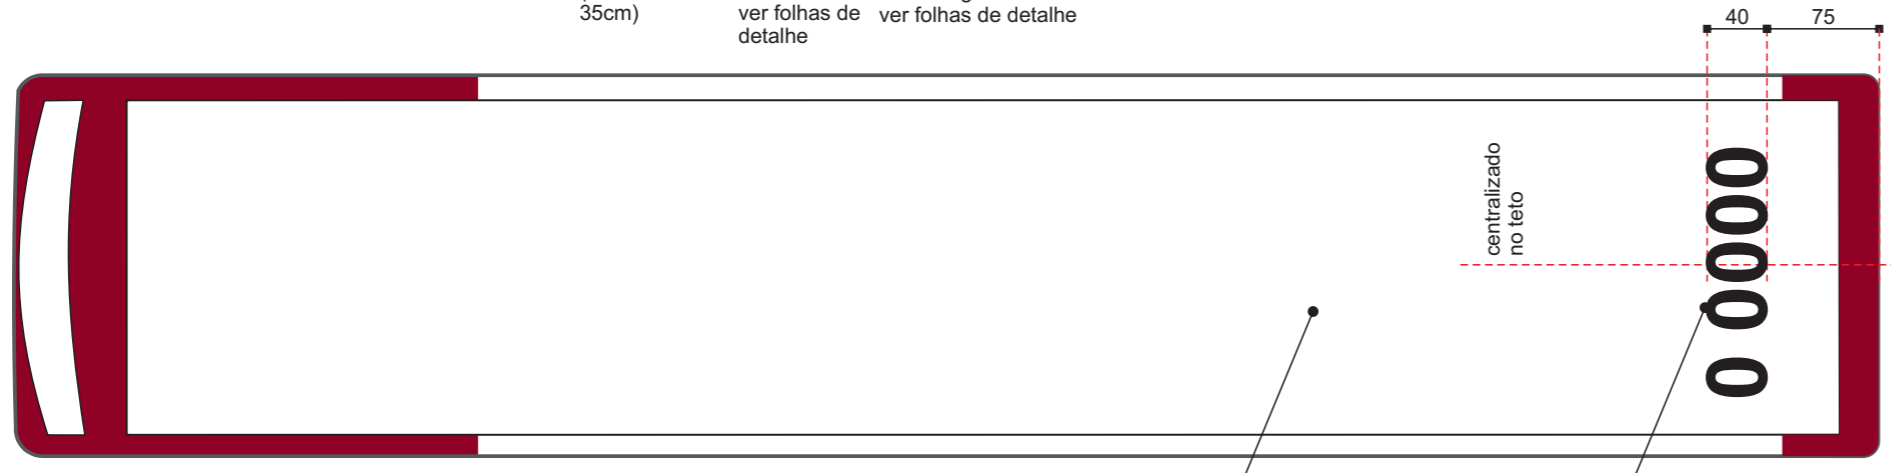 35cm)
ver folhas de
detalhe
ver folhas de detalhe
40
75
centralizado
no teto
0 0000